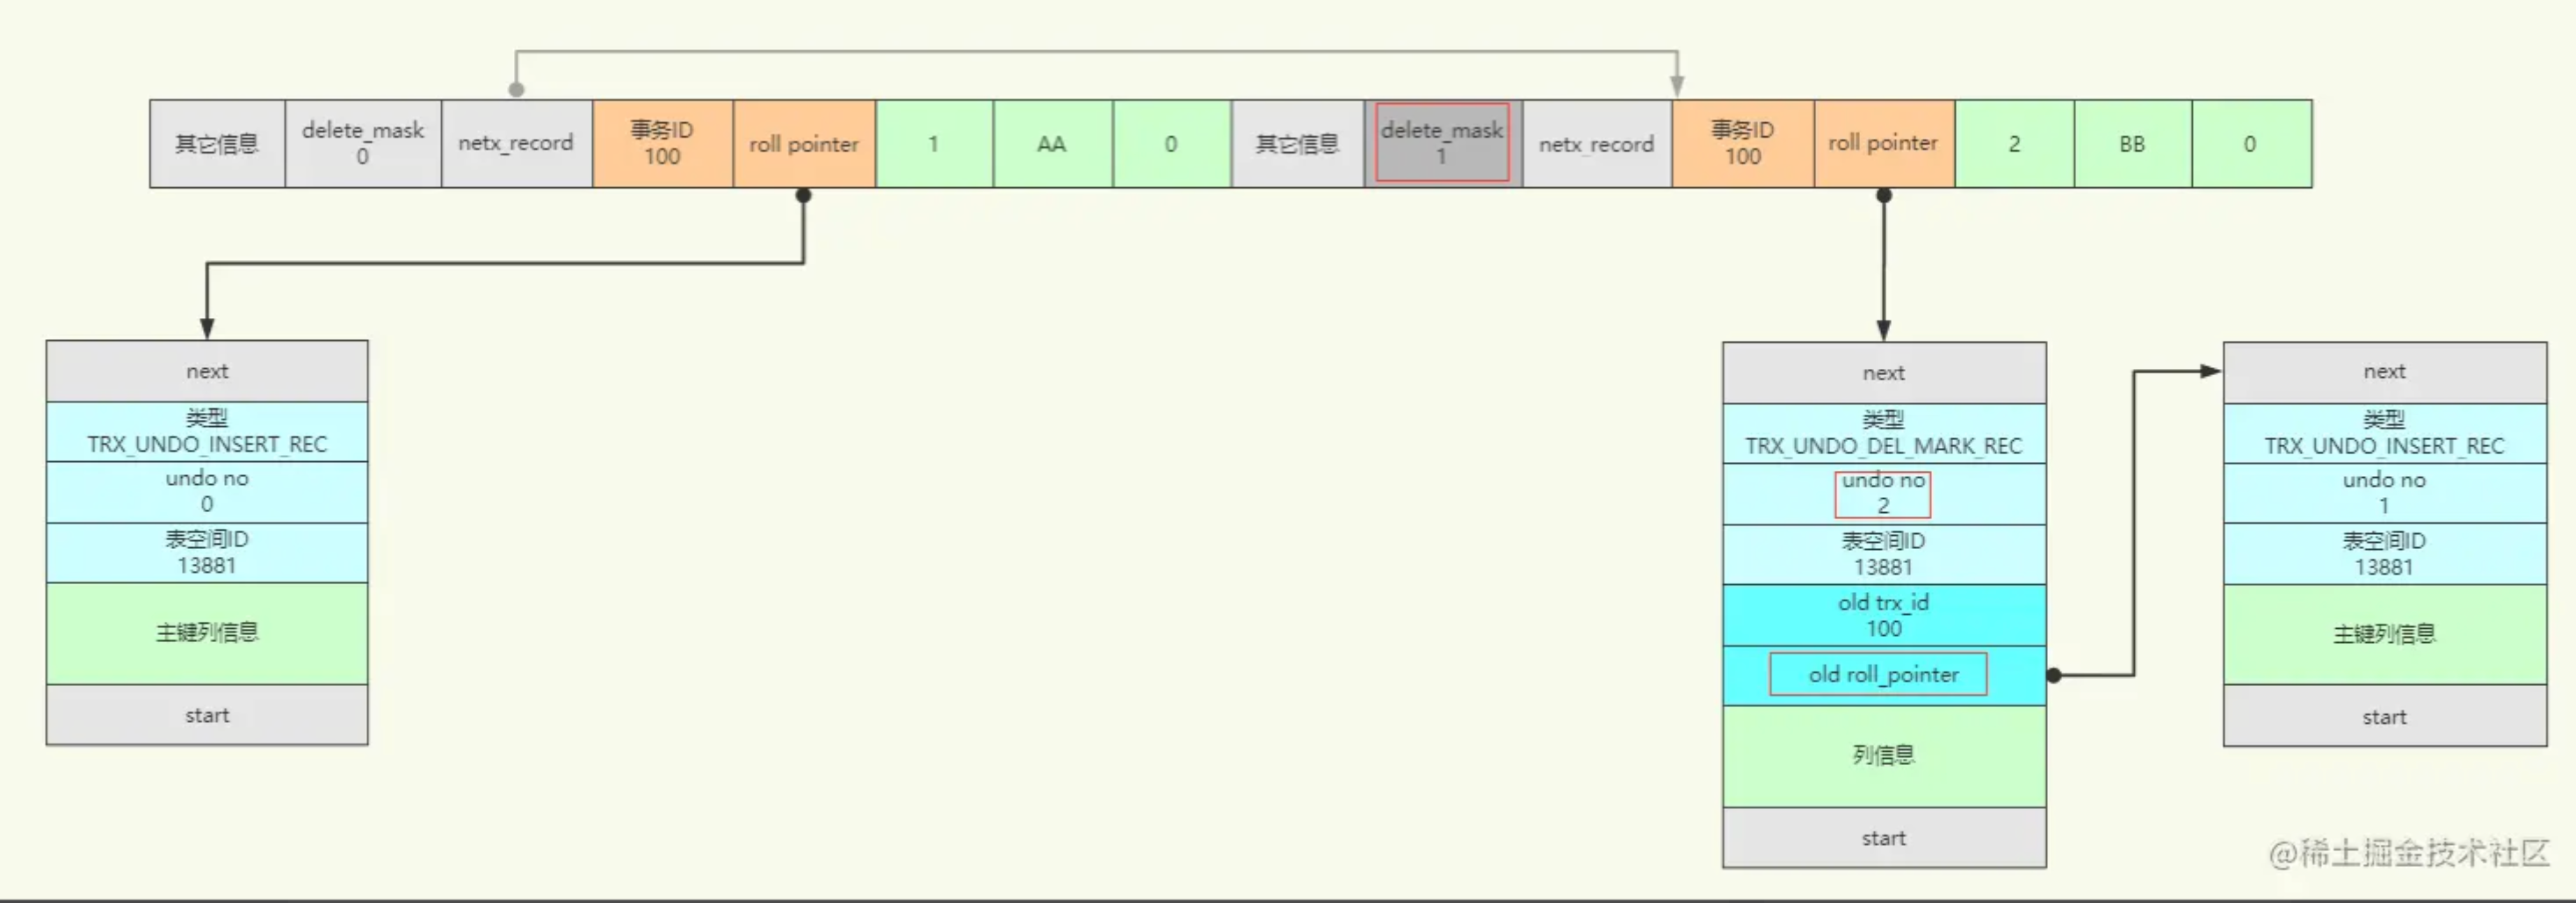 其它信息
delete_mask
0
netx_record
事务ID
100
roll pointer
1
AA
0
其它信息
delete_mask
1
netx_record
事务ID
100
roll pointer
2
BB
0
next
类型
TRX_UNDO_INSERT_REC
undo no
0
表空间ID
13881
主键列信息
start
next
类型
TRX_UNDO_DEL_MARK_REC
undo no
2
表空间ID
13881
old trx_id
100
old roll_pointer
列信息
start
next
类型
TRX_UNDO_INSERT_REC
undo no
1
表空间ID
13881
主键列信息
start
@稀土掘金技术社区